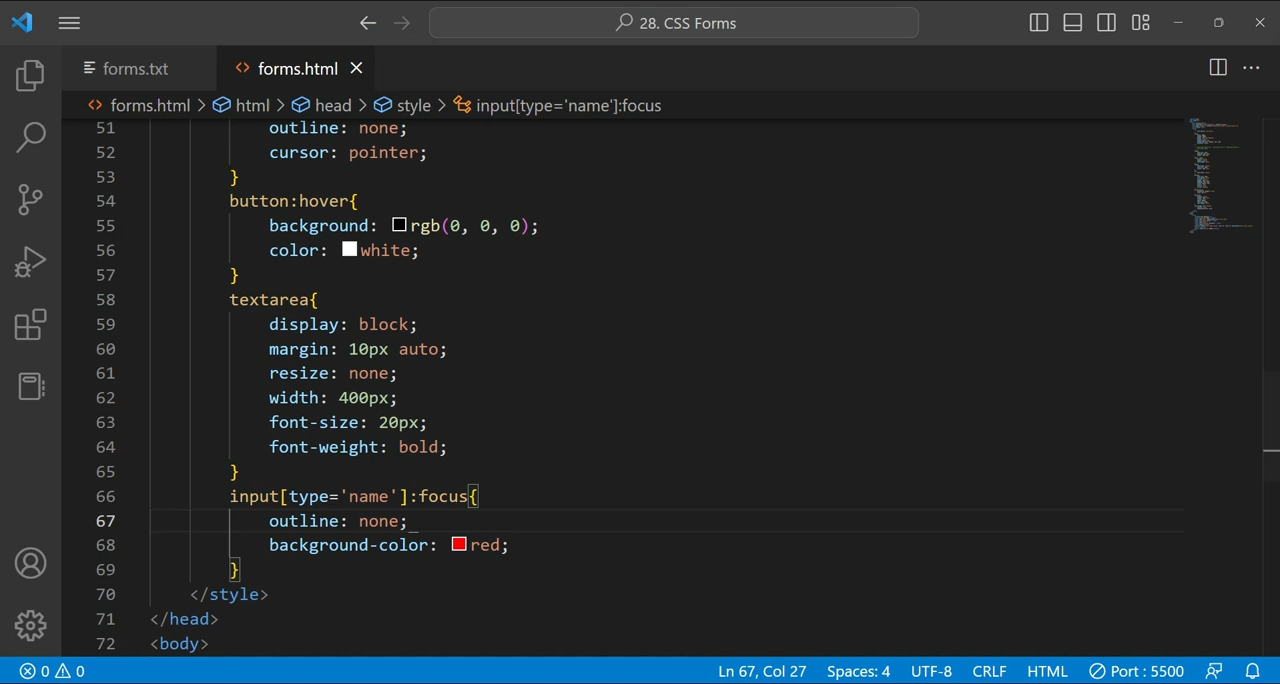 28. CSS Forms
forms.txt
forms.html
forms.html > html > head > style > input[type='name']:focus
51 outline: none;
52 cursor: pointer;
53 }
54 button:hover{
55 background: rgb(0, 0, 0);
56 color: white;
57 }
58 textarea{
59 display: block;
60 margin: 10px auto;
61 resize: none;
62 width: 400px;
63 font-size: 20px;
64 font-weight: bold;
65 }
66 input[type='name']:focus{
67 outline: none;
68 background-color: red;
69 }
70 </style>
71 </head>
72 <body>
0 0 Ln 67, Col 27 Spaces: 4 UTF-8 CRLF HTML Port : 5500